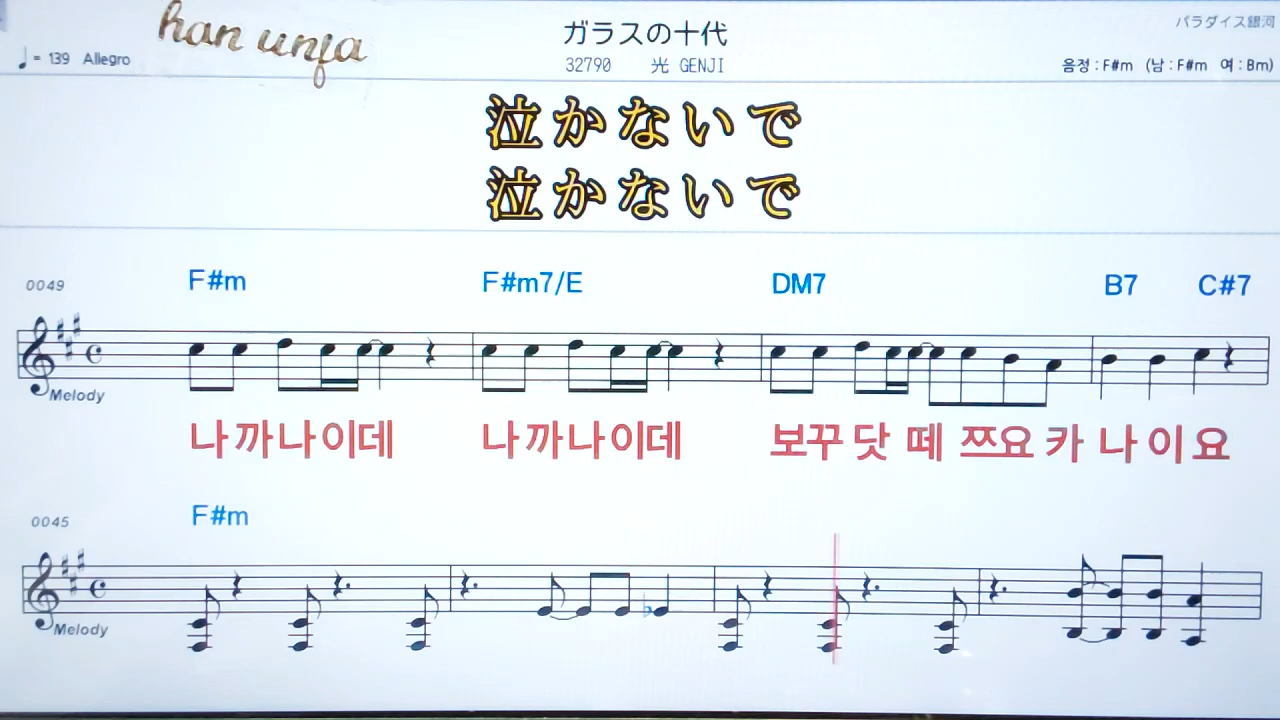 han unja
ガラスの十代
パラダイス銀河
♩= 139 Allegro
32790 光 GENJI
음정 : F#m (남 : F#m 여 : Bm)
泣かないで
泣かないで
0049 F#m F#m7/E DM7 B7 C#7
Melody
나까나이데 나까나이데 보꾸닷떼 쯔요카나이요
0045 F#m
Melody